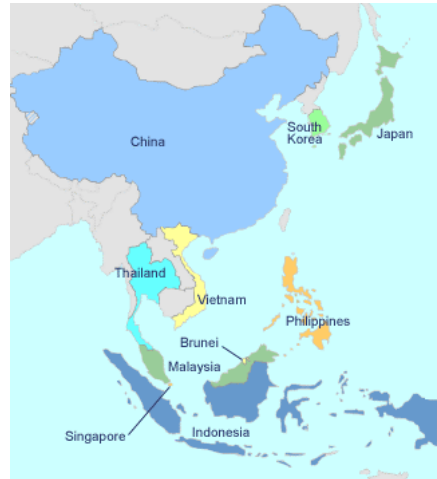 China
South
Korea
Japan
Thailand
Vietnam
Philippines
Brunei
Malaysia
Singapore
Indonesia